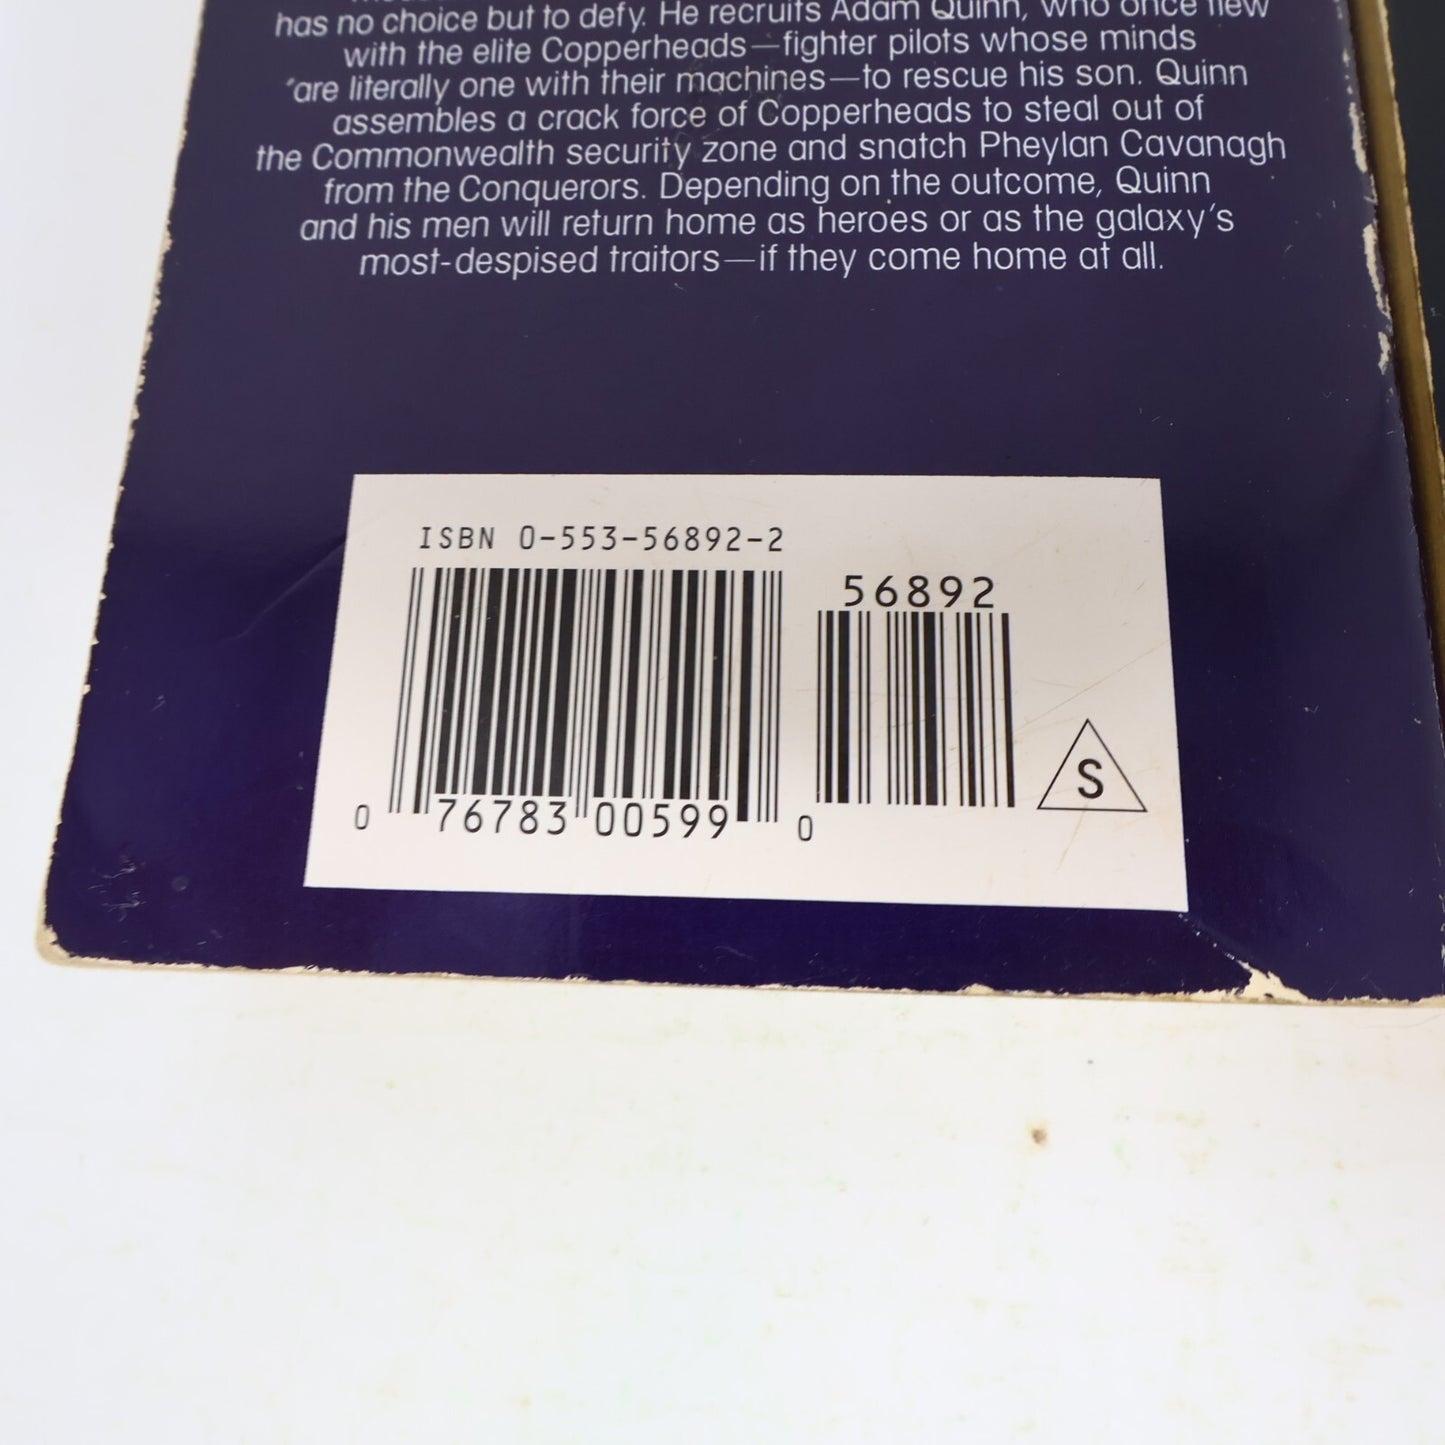 has no choice but to defy. He recruits Adam Quinn, who once flew
with the elite Copperheads—fighter pilots whose minds
are literally one with their machines—to rescue his son. Quinn
assembles a crack force of Copperheads to steal out of
the Commonwealth security zone and snatch Pheylan Cavanagh
from the Conquerors. Depending on the outcome, Quinn
and his men will return home as heroes or as the galaxy's
most-despised traitors—if they come home at all.
ISBN 0-553-56892-2
56892
0 76783 00599 0
S